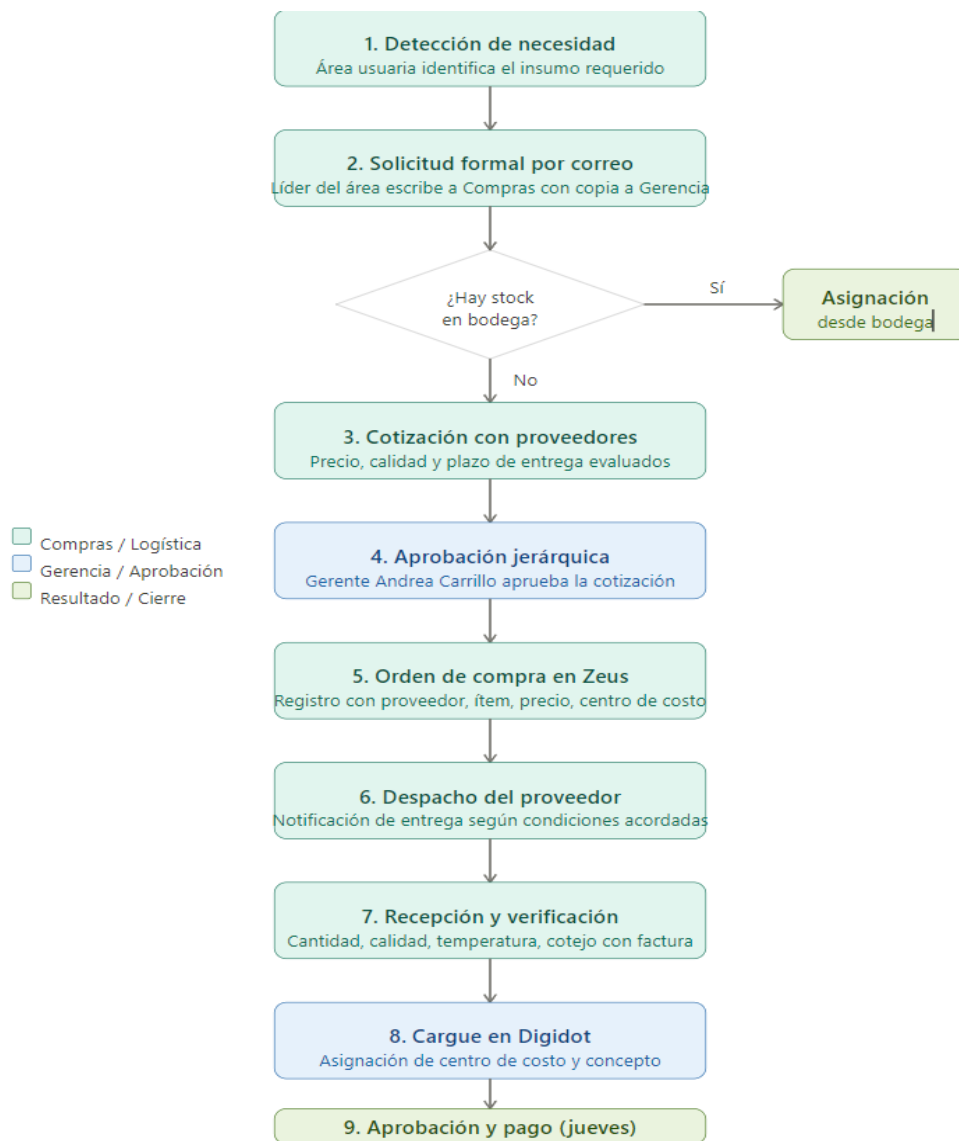 1. Detección de necesidad
Área usuaria identifica el insumo requerido
2. Solicitud formal por correo
Líder del área escribe a Compras con copia a Gerencia
¿Hay stock
en bodega?
Sí
Asignación
desde bodega
No
3. Cotización con proveedores
Precio, calidad y plazo de entrega evaluados
Compras / Logística
Gerencia / Aprobación
Resultado / Cierre
4. Aprobación jerárquica
Gerente Andrea Carrillo aprueba la cotización
5. Orden de compra en Zeus
Registro con proveedor, ítem, precio, centro de costo
6. Despacho del proveedor
Notificación de entrega según condiciones acordadas
7. Recepción y verificación
Cantidad, calidad, temperatura, cotejo con factura
8. Cargue en Digidot
Asignación de centro de costo y concepto
9. Aprobación y pago (jueves)